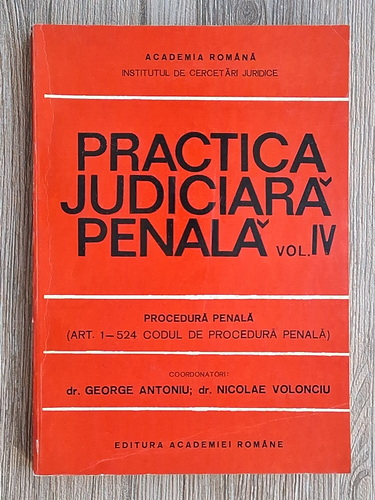 ACADEMIA ROMÂNĂ
INSTITUTUL DE CERCETĂRI JURIDICE
PRACTICA
JUDICIARĂ
PENALĂ VOL. IV
PROCEDURĂ PENALĂ
(ART. 1—524 CODUL DE PROCEDURĂ PENALĂ)
COORDONATORI:
dr. GEORGE ANTONIU; dr. NICOLAE VOLONCIU
EDITURA ACADEMIEI ROMÂNE